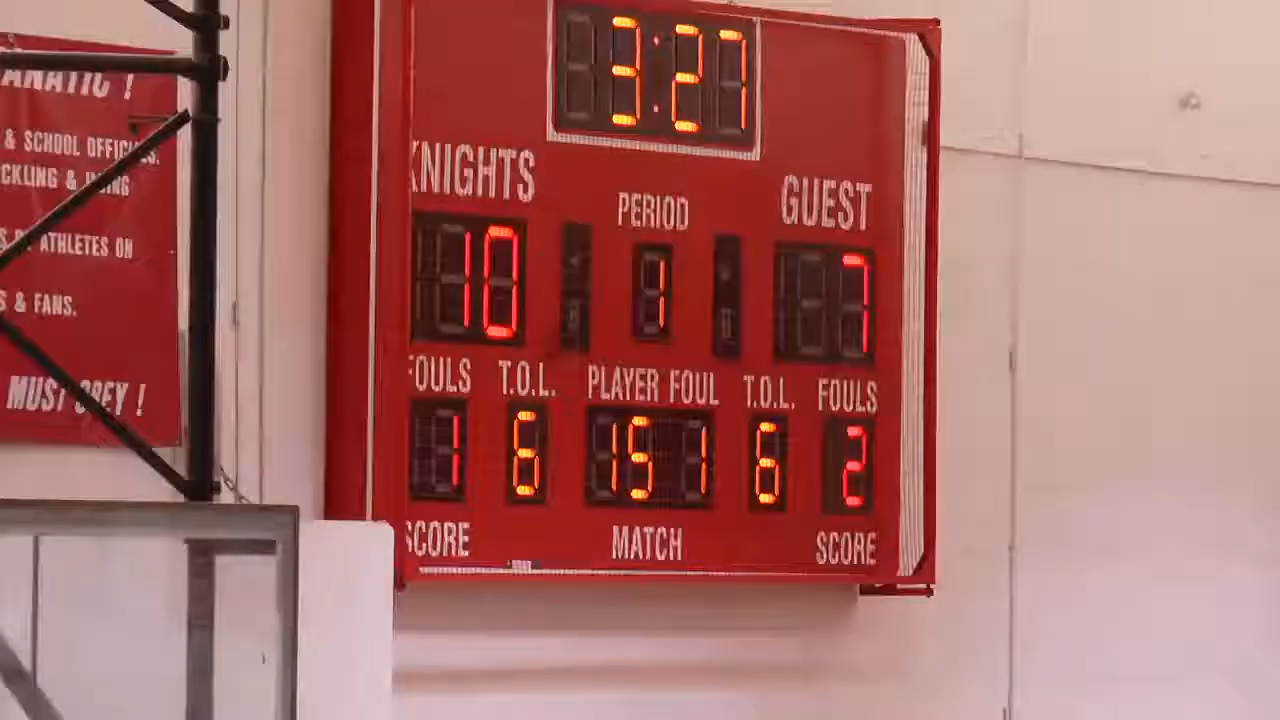 ANATIC !
& SCHOOL OFFICIALS.
CKLING &
S OF ATHLETES ON
S & FANS.
MUST OBEY !
3:27
KNIGHTS
PERIOD
GUEST
10
1
7
FOULS
T.O.L.
PLAYER FOUL
T.O.L.
FOULS
1
6
15 1
6
2
SCORE
MATCH
SCORE